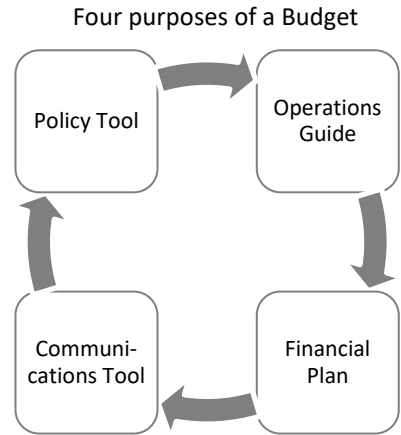 Four purposes of a Budget
Policy Tool
Operations
Guide
Communi-
cations Tool
Financial
Plan